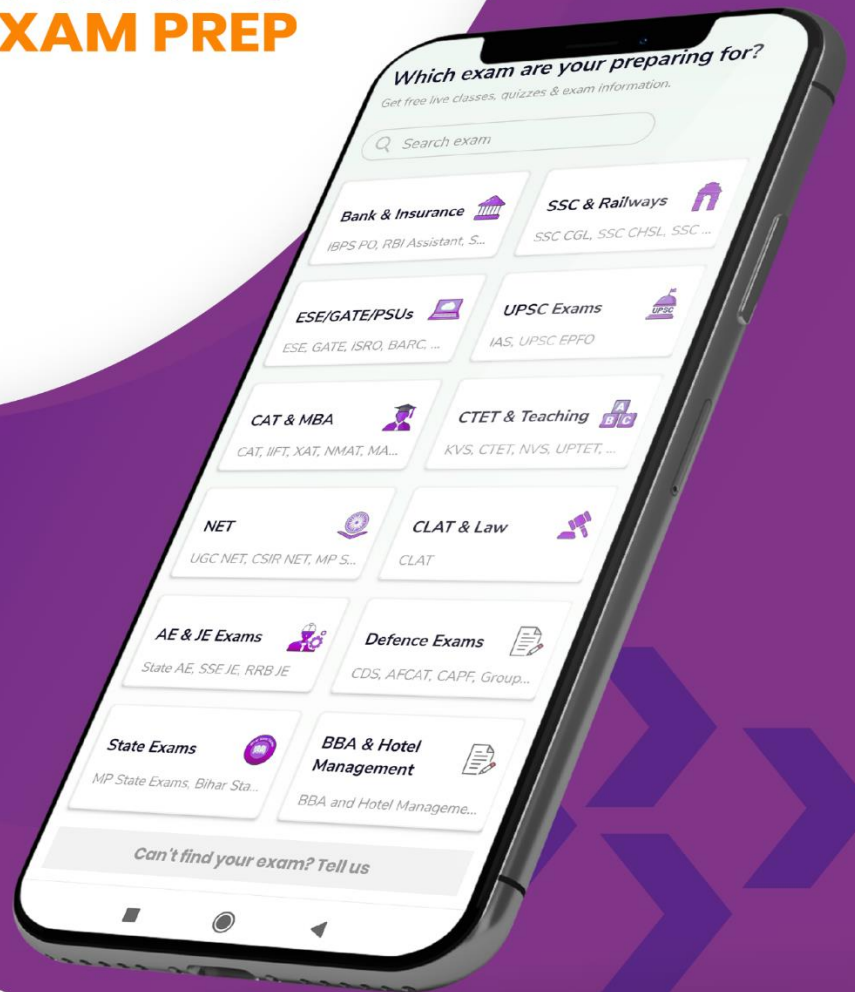 XAM PREP
Which exam are your preparing for?
Get free live classes, quizzes & exam information.
Search exam
Bank & Insurance
IBPS PO, RBI Assistant, S...
SSC & Railways
SSC CGL, SSC CHSL, SSC ...
ESE/GATE/PSUs
ESE, GATE, ISRO, BARC, ...
UPSC Exams
UPSC
IAS, UPSC EPFO
CAT & MBA
CAT, IIFT, XAT, NMAT, MA...
CTET & Teaching
A
B C
KVS, CTET, NVS, UPTET, ...
NET
UGC NET, CSIR NET, MP S...
CLAT & Law
CLAT
AE & JE Exams
State AE, SSE JE, RRB JE
Defence Exams
CDS, AFCAT, CAPF, Group...
State Exams
MP State Exams, Bihar Sta...
BBA & Hotel
Management
BBA and Hotel Manageme...
Can't find your exam? Tell us